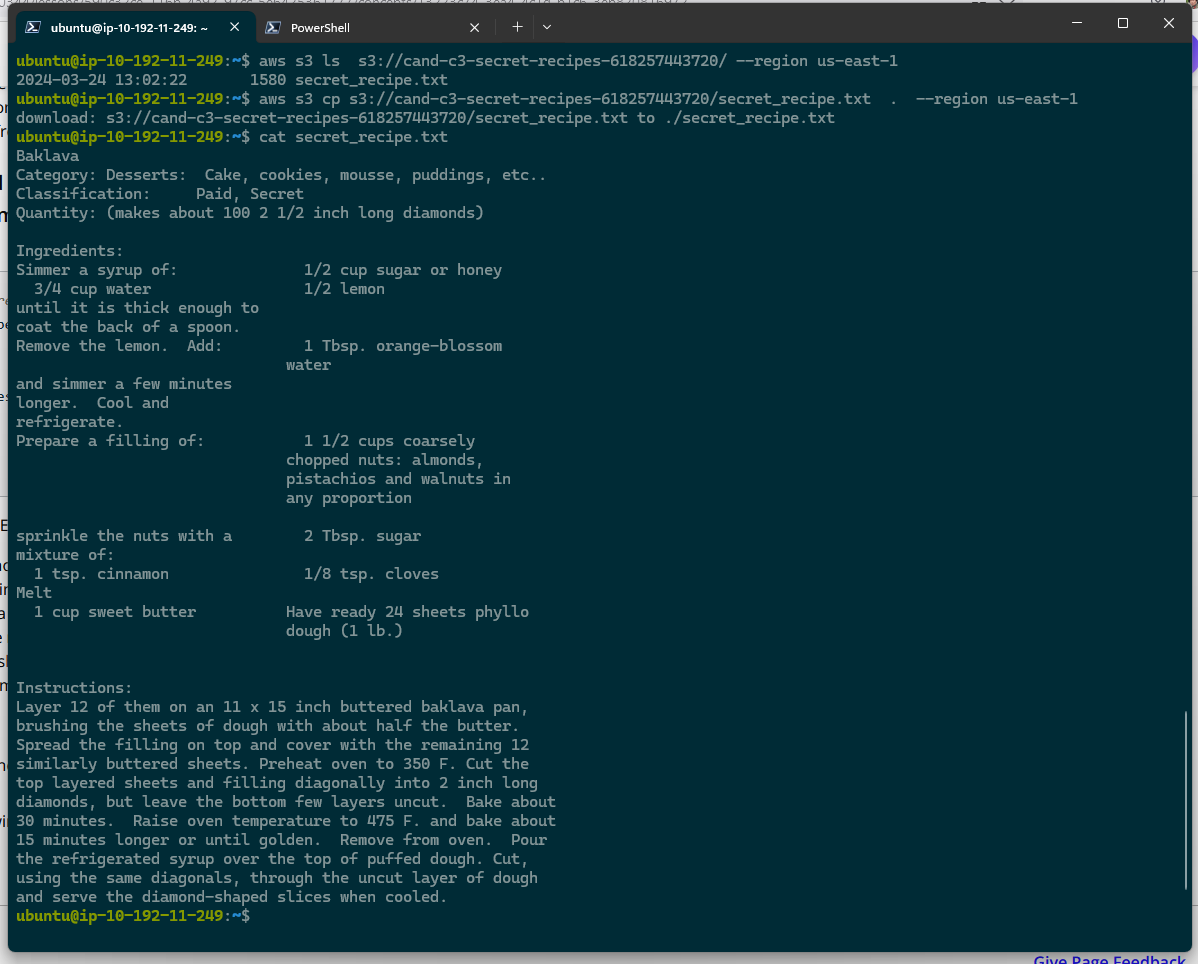 ubuntu@ip-10-192-11-249: ~
PowerShell
ubuntu@ip-10-192-11-249:~$ aws s3 ls  s3://cand-c3-secret-recipes-618257443720/ --region us-east-1
2024-03-24 13:02:22       1580 secret_recipe.txt
ubuntu@ip-10-192-11-249:~$ aws s3 cp s3://cand-c3-secret-recipes-618257443720/secret_recipe.txt  .  --region us-east-1
download: s3://cand-c3-secret-recipes-618257443720/secret_recipe.txt to ./secret_recipe.txt
ubuntu@ip-10-192-11-249:~$ cat secret_recipe.txt
Baklava
Category: Desserts:  Cake, cookies, mousse, puddings, etc..
Classification:     Paid, Secret
Quantity: (makes about 100 2 1/2 inch long diamonds)
Ingredients:
Simmer a syrup of:              1/2 cup sugar or honey
  3/4 cup water                 1/2 lemon
until it is thick enough to
coat the back of a spoon.
Remove the lemon.  Add:         1 Tbsp. orange-blossom
                              water
and simmer a few minutes
longer.  Cool and
refrigerate.
Prepare a filling of:           1 1/2 cups coarsely
                              chopped nuts: almonds,
                              pistachios and walnuts in
                              any proportion
sprinkle the nuts with a        2 Tbsp. sugar
mixture of:
  1 tsp. cinnamon               1/8 tsp. cloves
Melt
  1 cup sweet butter          Have ready 24 sheets phyllo
                              dough (1 lb.)
Instructions:
Layer 12 of them on an 11 x 15 inch buttered baklava pan,
brushing the sheets of dough with about half the butter.
Spread the filling on top and cover with the remaining 12
similarly buttered sheets. Preheat oven to 350 F. Cut the
top layered sheets and filling diagonally into 2 inch long
diamonds, but leave the bottom few layers uncut.  Bake about
30 minutes.  Raise oven temperature to 475 F. and bake about
15 minutes longer or until golden.  Remove from oven.  Pour
the refrigerated syrup over the top of puffed dough. Cut,
using the same diagonals, through the uncut layer of dough
and serve the diamond-shaped slices when cooled.
ubuntu@ip-10-192-11-249:~$
Give Page Feedback